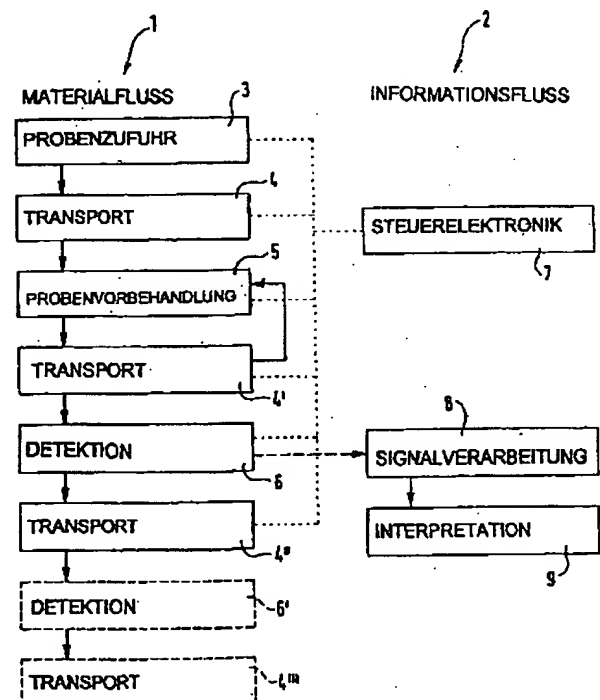 1
2
MATERIALFLUSS
INFORMATIONSFLUSS
3
PROBENZUFUHR
4
TRANSPORT
STEUERELEKTRONIK
7
5
PROBENVORBEHANDLUNG
TRANSPORT
4'
DETEKTION
6
8
SIGNALVERARBEITUNG
TRANSPORT
4"
INTERPRETATION
9
DETEKTION
6'
TRANSPORT
4'''